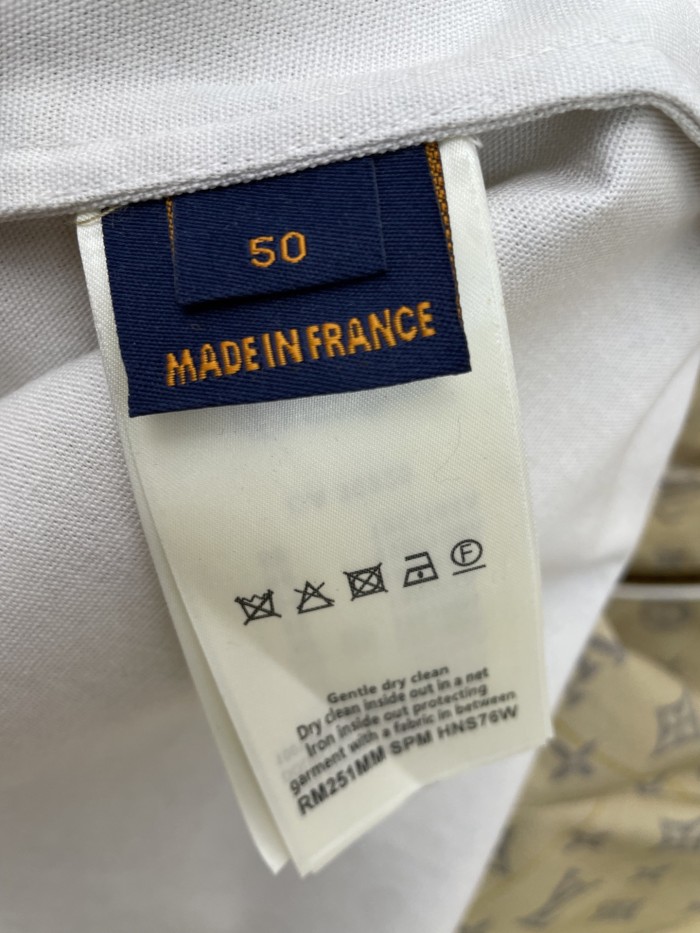 50
MADE IN FRANCE
F
Gentle dry clean
Dry clean inside out in a net
Iron inside out protecting
garment with a fabric in between
RM251MM SPM HNS76W